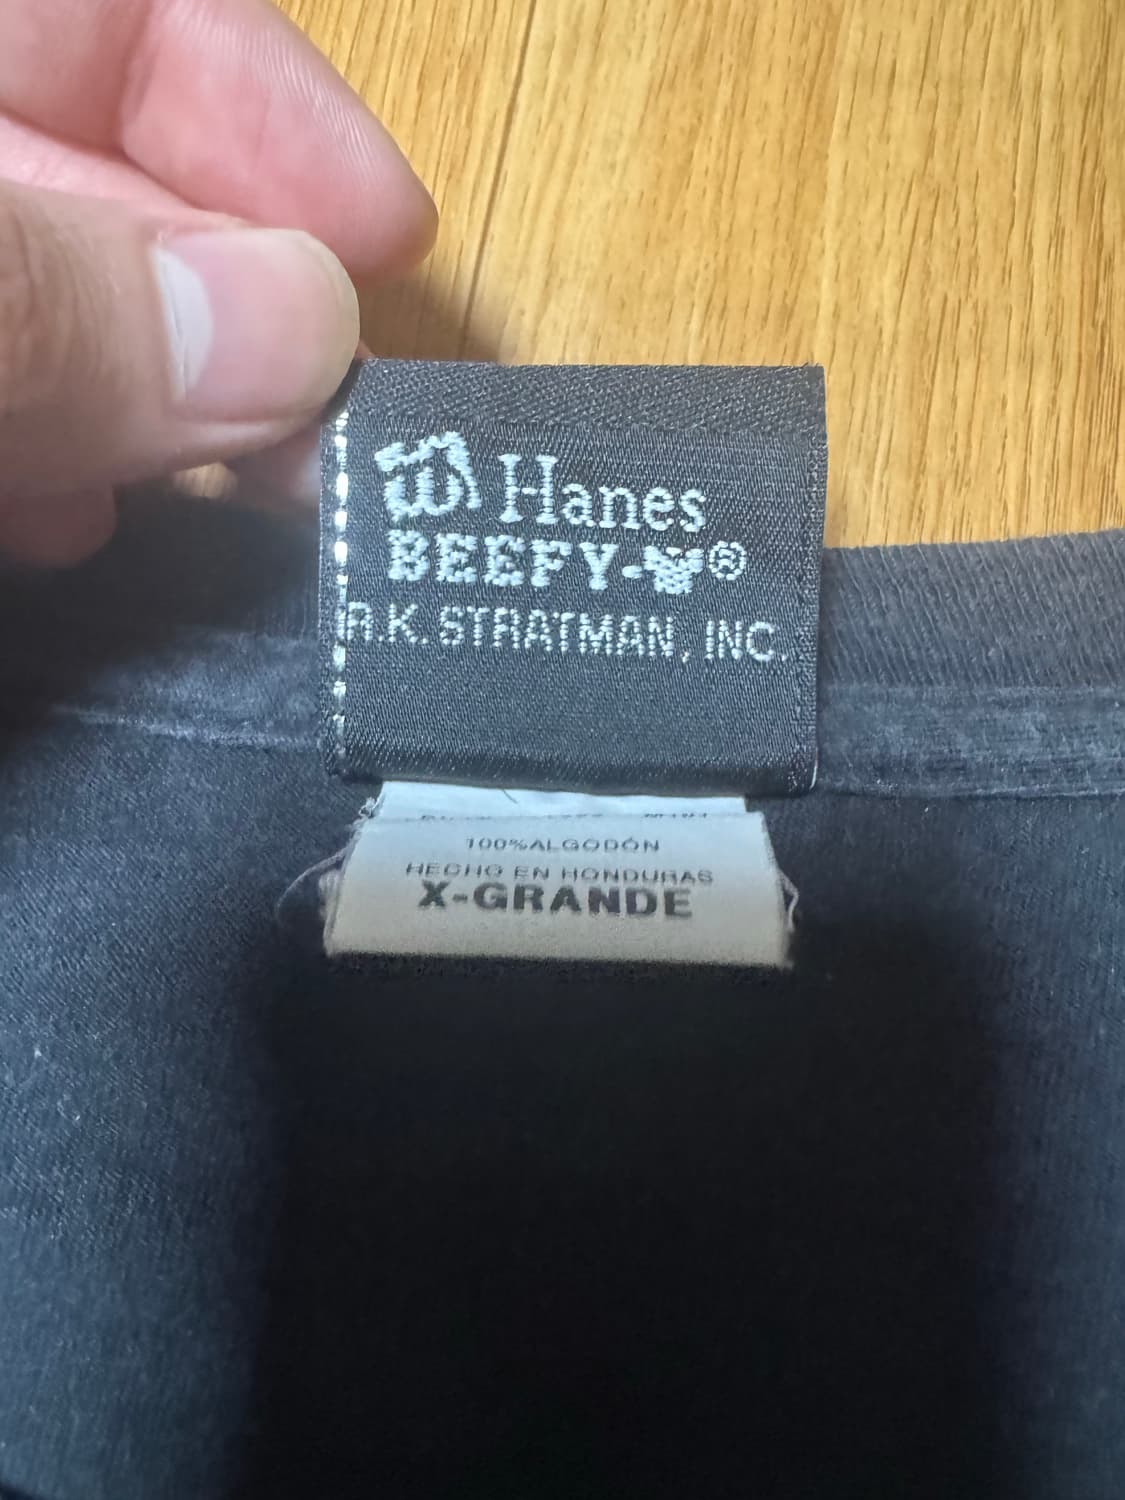 Hanes
BEEFY-®
R.K. STRATMAN, INC.
100%ALGODÓN
HECHO EN HONDURAS
X-GRANDE